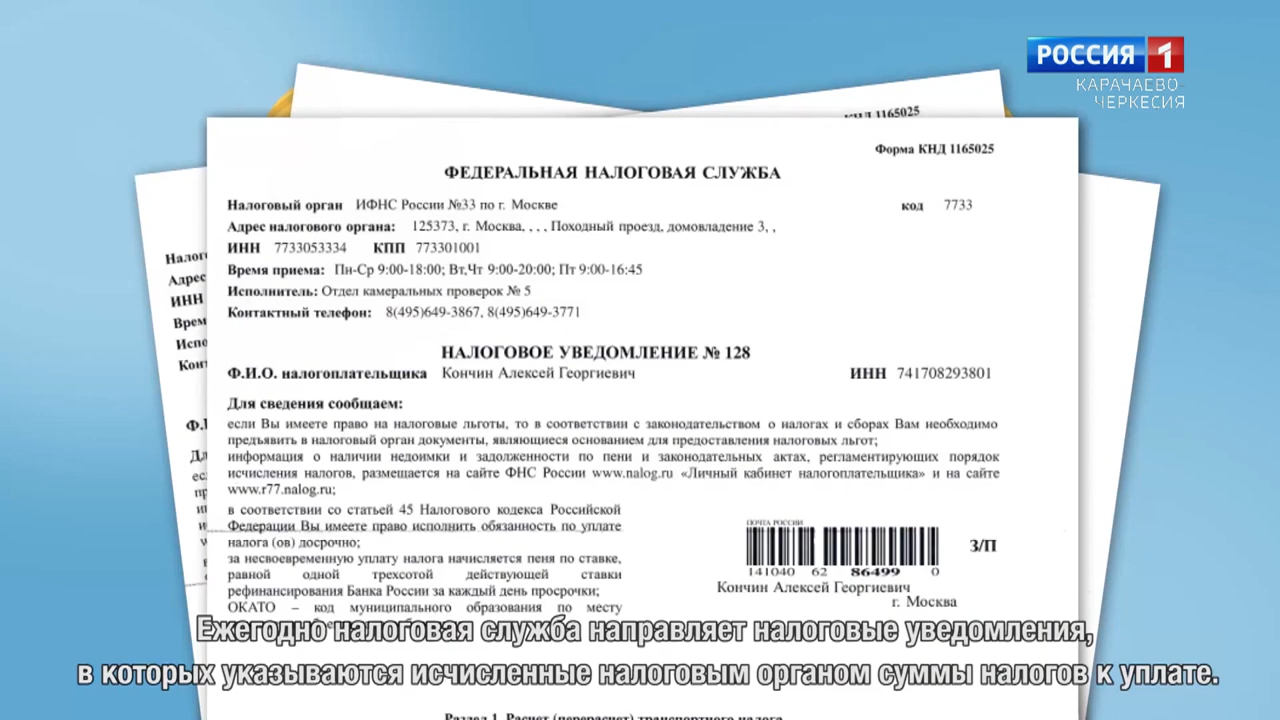 РОССИЯ 1
КАРАЧАЕВО-
ЧЕРКЕСИЯ
КНД 1165025
Форма КНД 1165025
ФЕДЕРАЛЬНАЯ НАЛОГОВАЯ СЛУЖБА
Налоговый орган ИФНС России №33 по г. Москве код 7733
Адрес налогового органа: 125373, г. Москва, , , , Походный проезд, домовладение 3, ,
ИНН 7733053334 КПП 773301001
Время приема: Пн-Ср 9:00-18:00; Вт,Чт 9:00-20:00; Пт 9:00-16:45
Исполнитель: Отдел камеральных проверок № 5
Контактный телефон: 8(495)649-3867, 8(495)649-3771
НАЛОГОВОЕ УВЕДОМЛЕНИЕ № 128
Ф.И.О. налогоплательщика Кончин Алексей Георгиевич ИНН 741708293801
Для сведения сообщаем:
если Вы имеете право на налоговые льготы, то в соответствии с законодательством о налогах и сборах Вам необходимо
предъявить в налоговый орган документы, являющиеся основанием для предоставления налоговых льгот;
информация о наличии недоимки и задолженности по пени и законодательных актах, регламентирующих порядок
исчисления налогов, размещается на сайте ФНС России www.nalog.ru «Личный кабинет налогоплательщика» и на сайте
www.r77.nalog.ru;
в соответствии со статьей 45 Налогового кодекса Российской
Федерации Вы имеете право исполнить обязанность по уплате
налога (ов) досрочно;
за несвоевременную уплату налога начисляется пеня по ставке,
равной одной трехсотой действующей ставки
рефинансирования Банка России за каждый день просрочки;
ОКАТО – код муниципального образования по месту
ПОЧТА РОССИИ
141040 62 86499 0
З/П
Кончин Алексей Георгиевич
г. Москва
Ежегодно налоговая служба направляет налоговые уведомления,
в которых указываются исчисленные налоговым органом суммы налогов к уплате.
Раздел 1. Расчет (перерасчет) транспортного налога